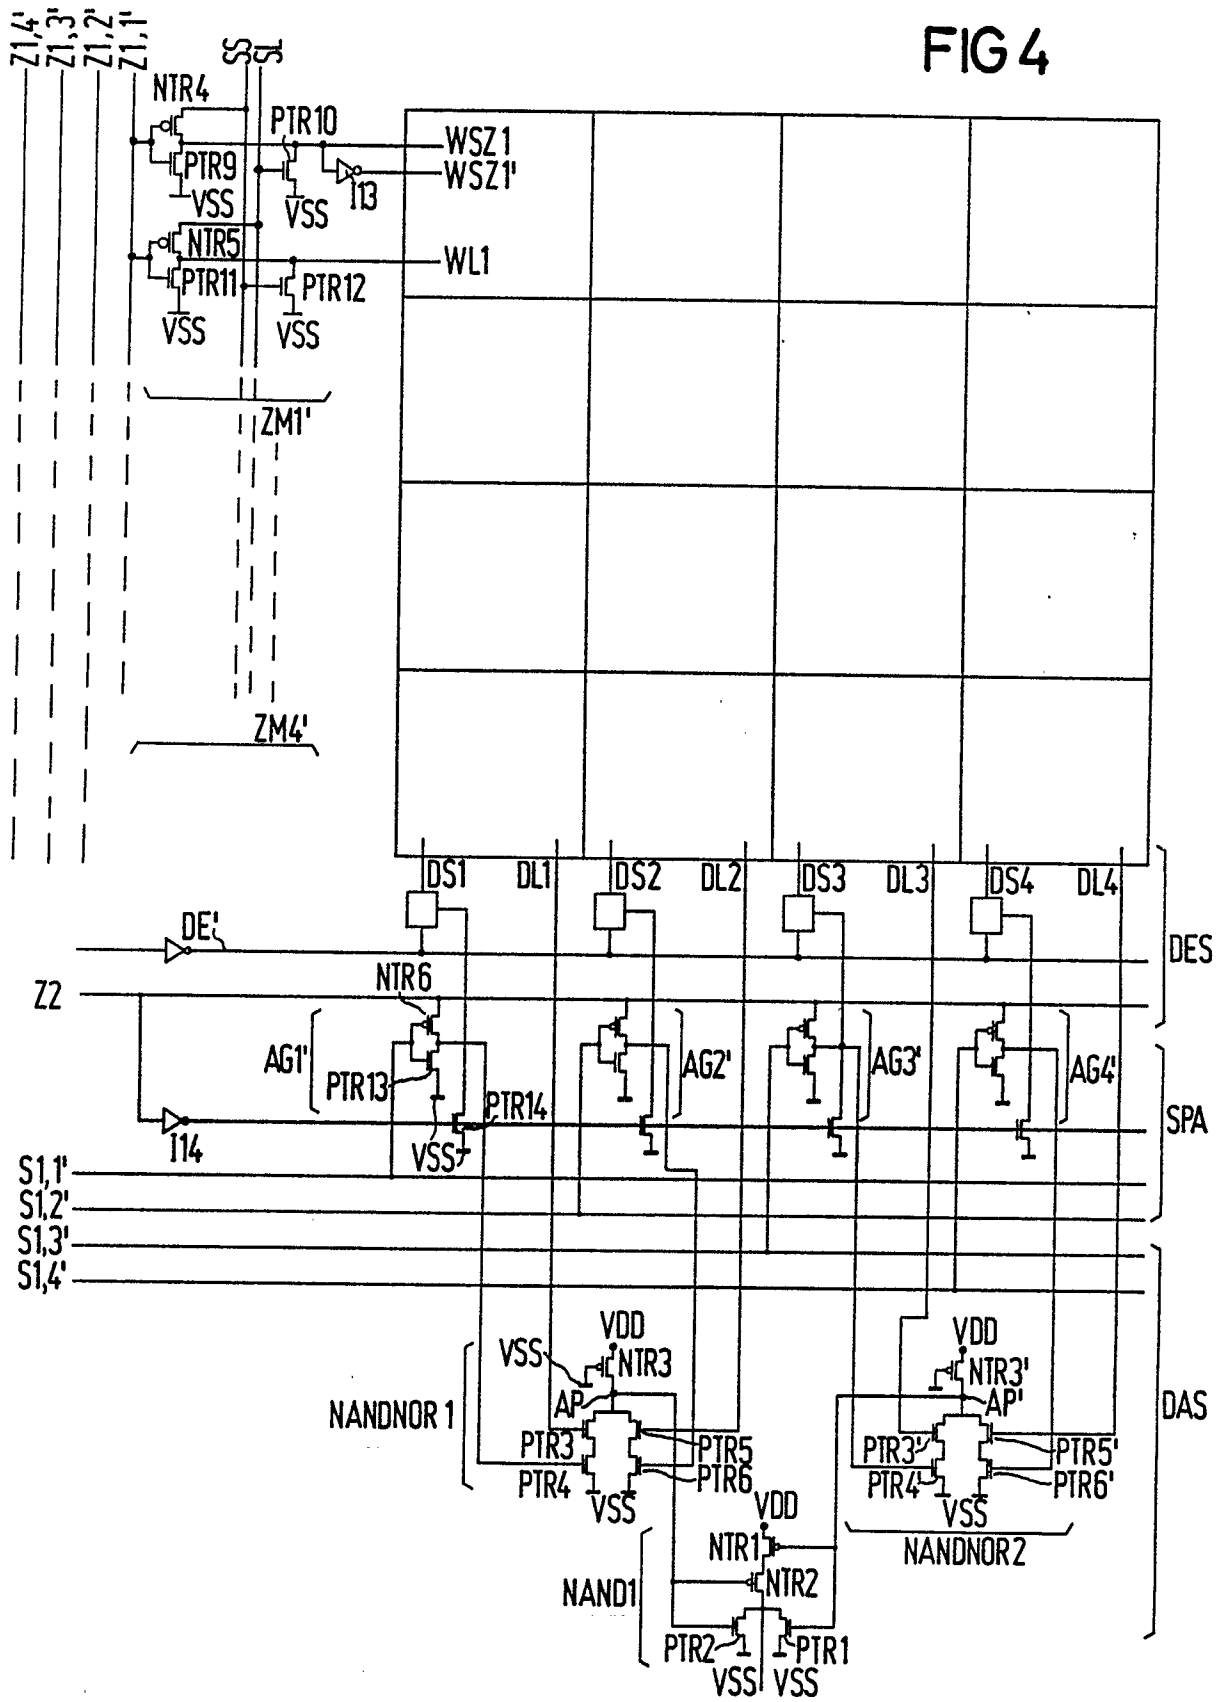 FIG 4
Z1,4'
Z1,3'
Z1,2'
Z1,1'
SS
SL
NTR4
PTR10
WSZ1
WSZ1'
PTR9
I13
VSS
VSS
NTR5
WL1
PTR11
PTR12
VSS
VSS
ZM1'
ZM4'
DS1
DL1
DS2
DL2
DS3
DL3
DS4
DL4
DE'
DES
NTR6
Z2
AG1'
AG2'
AG3'
AG4'
PTR13
PTR14
SPA
I14
VSS
S1,1'
S1,2'
S1,3'
S1,4'
VDD
VDD
VSS
NTR3
NTR3'
AP
AP'
NANDNOR 1
DAS
PTR3
PTR5
PTR3'
PTR5'
PTR4
PTR6
PTR4'
PTR6'
VSS
VDD
VSS
NTR1
NANDNOR 2
NAND1
NTR2
PTR2
PTR1
VSS
VSS